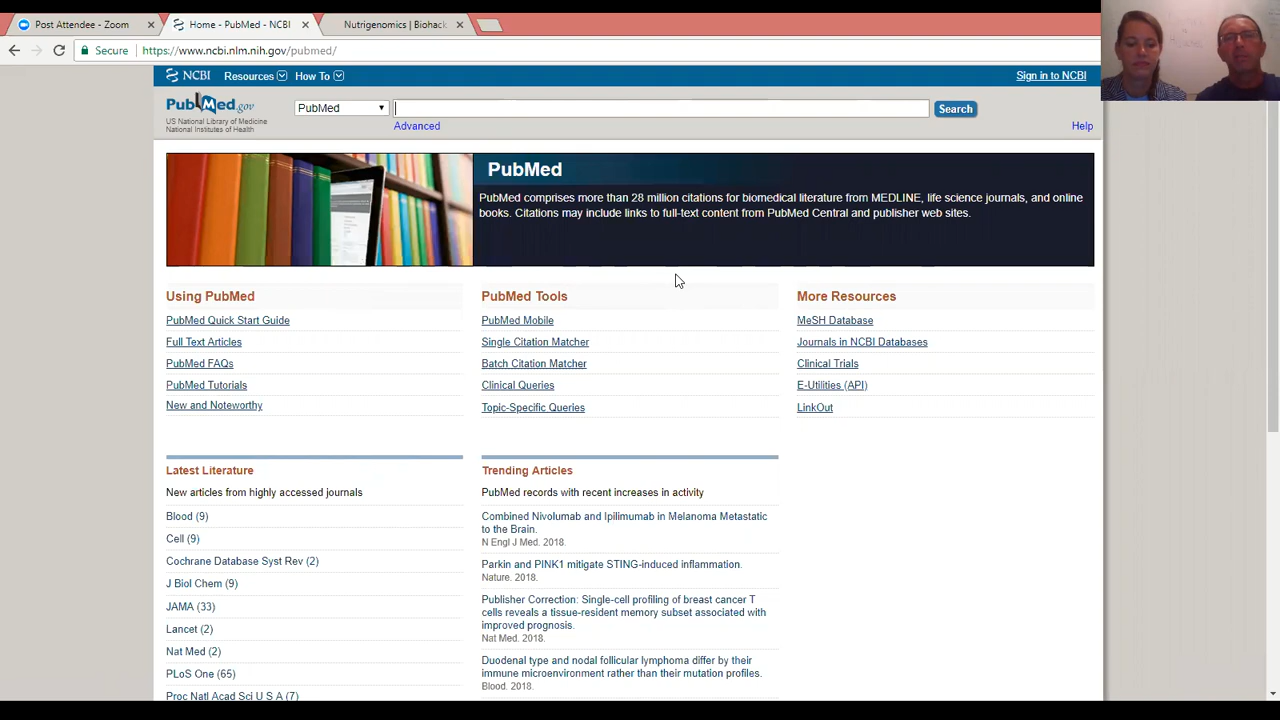 Post Attendee - Zoom
Home - PubMed - NCBI
Nutrigenomics | Biohack
Secure https://www.ncbi.nlm.nih.gov/pubmed/
NCBI Resources How To Sign in to NCBI
PubMed.gov
US National Library of Medicine
National Institutes of Health
PubMed
Search
Advanced
Help
PubMed
PubMed comprises more than 28 million citations for biomedical literature from MEDLINE, life science journals, and online
books. Citations may include links to full-text content from PubMed Central and publisher web sites.
Using PubMed
PubMed Quick Start Guide
Full Text Articles
PubMed FAQs
PubMed Tutorials
New and Noteworthy
PubMed Tools
PubMed Mobile
Single Citation Matcher
Batch Citation Matcher
Clinical Queries
Topic-Specific Queries
More Resources
MeSH Database
Journals in NCBI Databases
Clinical Trials
E-Utilities (API)
LinkOut
Latest Literature
New articles from highly accessed journals
Blood (9)
Cell (9)
Cochrane Database Syst Rev (2)
J Biol Chem (9)
JAMA (33)
Lancet (2)
Nat Med (2)
PLoS One (65)
Proc Natl Acad Sci U S A (7)
Trending Articles
PubMed records with recent increases in activity
Combined Nivolumab and Ipilimumab in Melanoma Metastatic
to the Brain.
N Engl J Med. 2018.
Parkin and PINK1 mitigate STING-induced inflammation.
Nature. 2018.
Publisher Correction: Single-cell profiling of breast cancer T
cells reveals a tissue-resident memory subset associated with
improved prognosis.
Nat Med. 2018.
Duodenal type and nodal follicular lymphoma differ by their
immune microenvironment rather than their mutation profiles.
Blood. 2018.